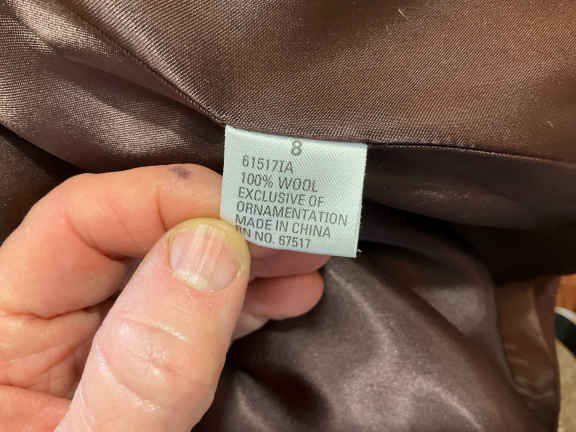 8
61517IA
100% WOOL
EXCLUSIVE OF
ORNAMENTATION
MADE IN CHINA
RN NO. 67517